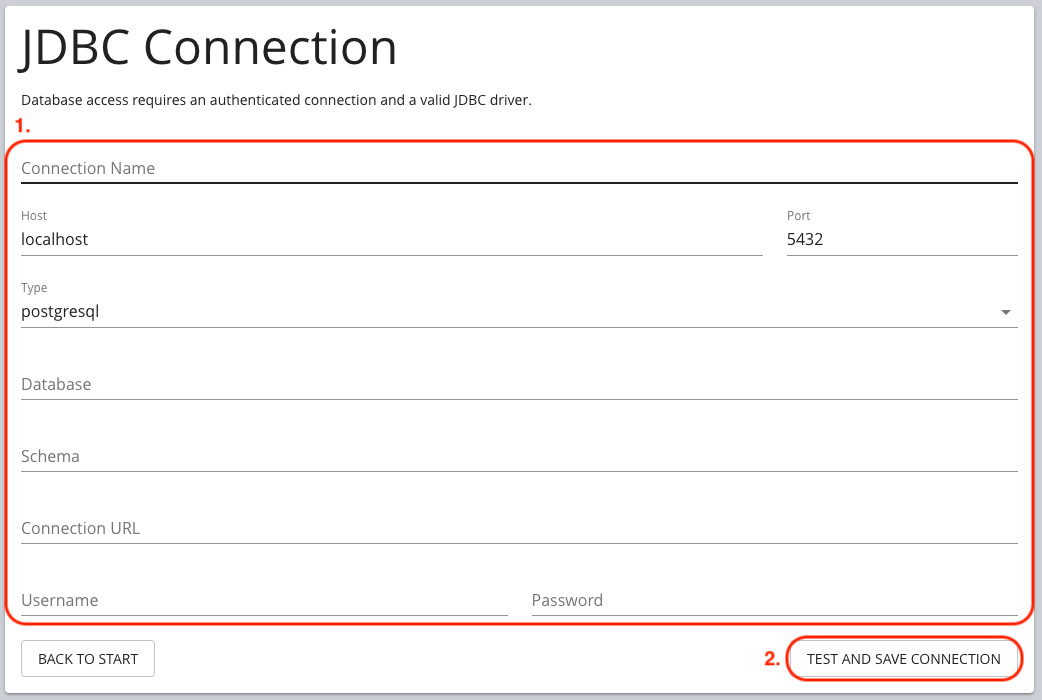 JDBC Connection
Database access requires an authenticated connection and a valid JDBC driver.
1.
Connection Name
Host
localhost
Port
5432
Type
postgresql
Database
Schema
Connection URL
Username
Password
BACK TO START
2.
TEST AND SAVE CONNECTION